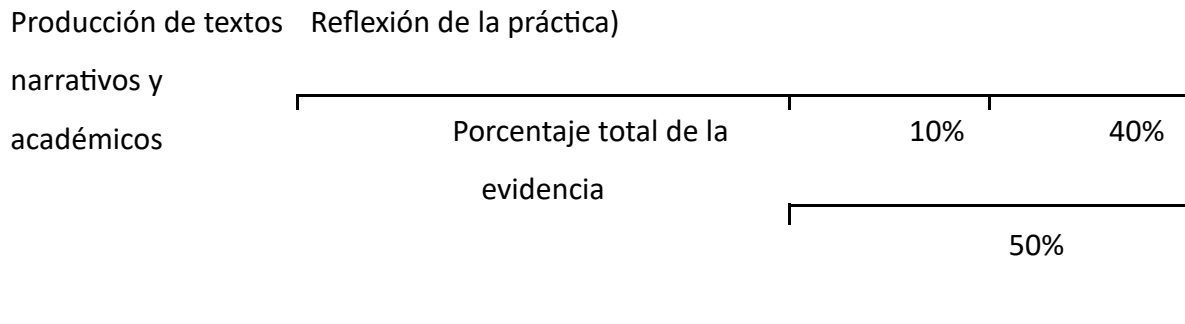 Producción de textos Reflexión de la práctica)
narrativos y
académicos
Porcentaje total de la 10% 40%
evidencia
50%